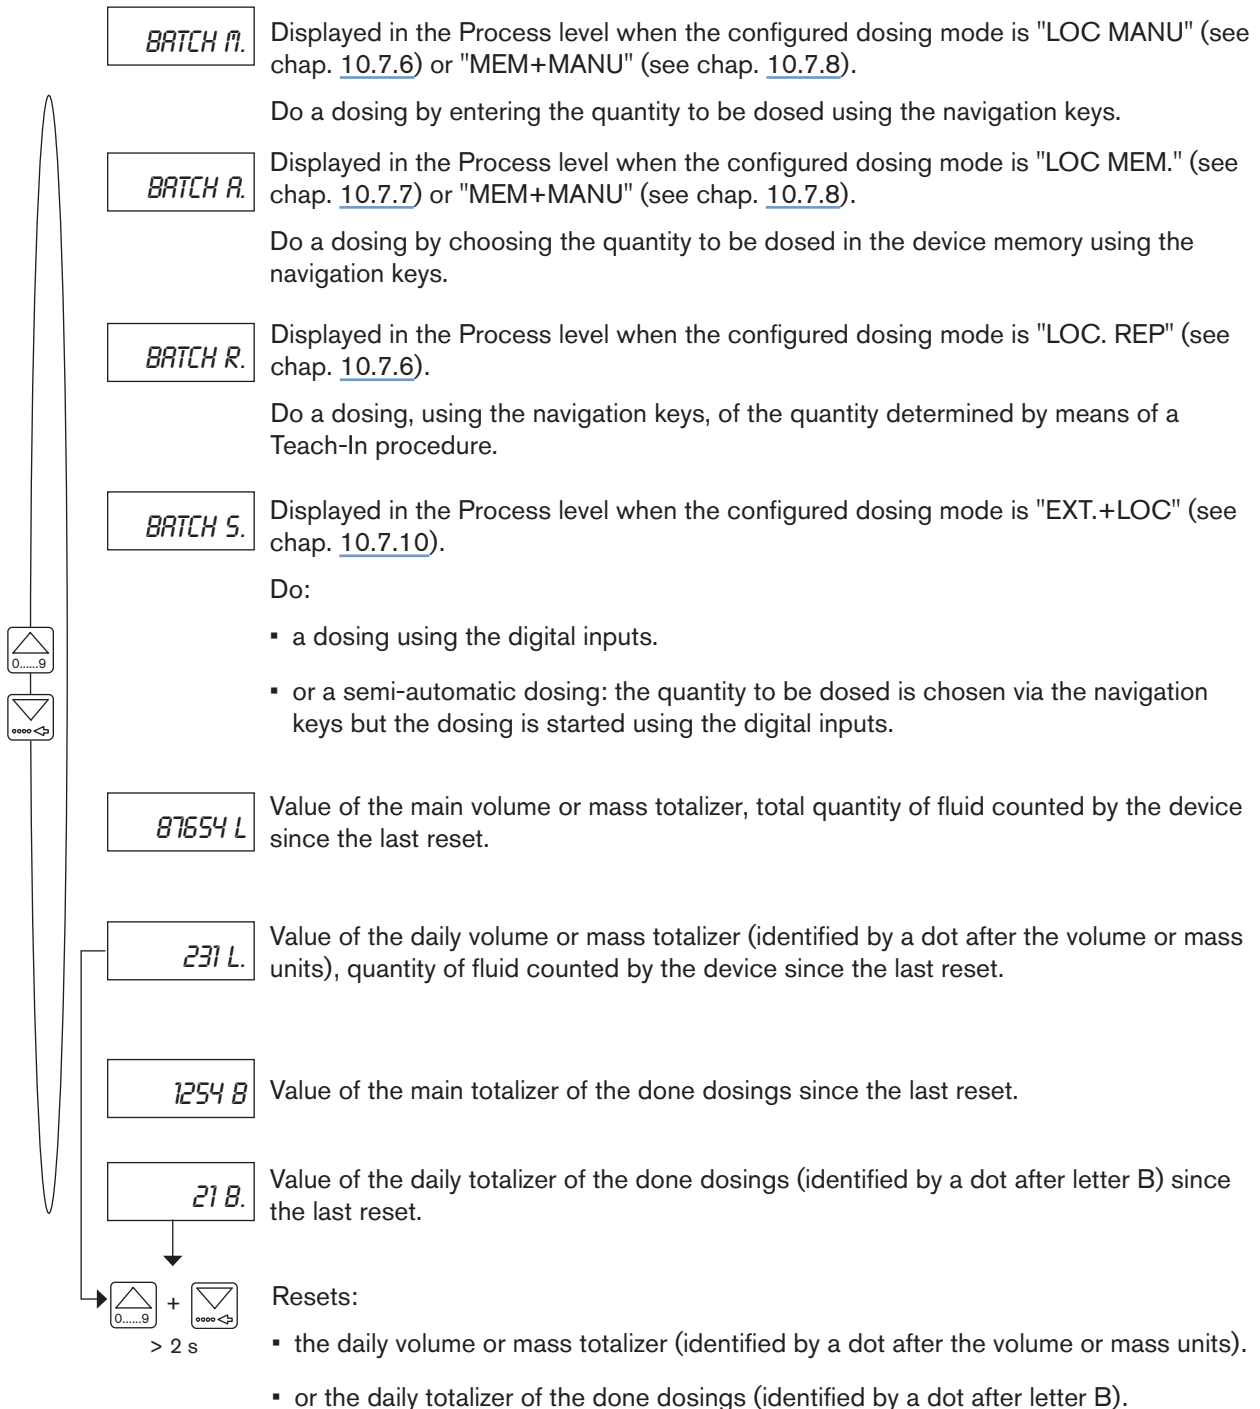 BATCH M.
Displayed in the Process level when the configured dosing mode is "LOC MANU" (see
chap. 10.7.6) or "MEM+MANU" (see chap. 10.7.8).
Do a dosing by entering the quantity to be dosed using the navigation keys.
BATCH A.
Displayed in the Process level when the configured dosing mode is "LOC MEM." (see
chap. 10.7.7) or "MEM+MANU" (see chap. 10.7.8).
Do a dosing by choosing the quantity to be dosed in the device memory using the
navigation keys.
BATCH R.
Displayed in the Process level when the configured dosing mode is "LOC. REP" (see
chap. 10.7.6).
Do a dosing, using the navigation keys, of the quantity determined by means of a
Teach-In procedure.
BATCH S.
Displayed in the Process level when the configured dosing mode is "EXT.+LOC" (see
chap. 10.7.10).
Do:
▪ a dosing using the digital inputs.
▪ or a semi-automatic dosing: the quantity to be dosed is chosen via the navigation
keys but the dosing is started using the digital inputs.
0......9
87654 L
Value of the main volume or mass totalizer, total quantity of fluid counted by the device
since the last reset.
231 L.
Value of the daily volume or mass totalizer (identified by a dot after the volume or mass
units), quantity of fluid counted by the device since the last reset.
1254 B
Value of the main totalizer of the done dosings since the last reset.
21 B.
Value of the daily totalizer of the done dosings (identified by a dot after letter B) since
the last reset.
0......9 +
> 2 s
Resets:
▪ the daily volume or mass totalizer (identified by a dot after the volume or mass units).
▪ or the daily totalizer of the done dosings (identified by a dot after letter B).